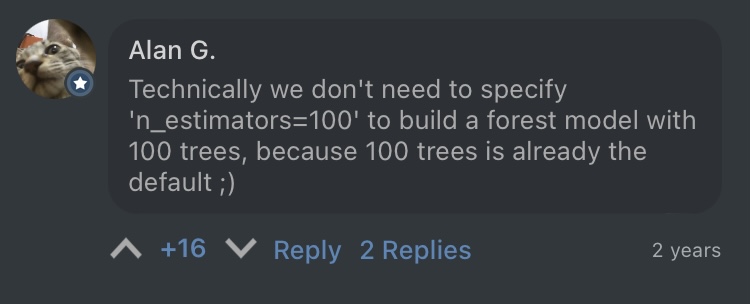 Alan G.
Technically we don't need to specify
'n_estimators=100' to build a forest model with
100 trees, because 100 trees is already the
default ;)
+16 Reply 2 Replies 2 years